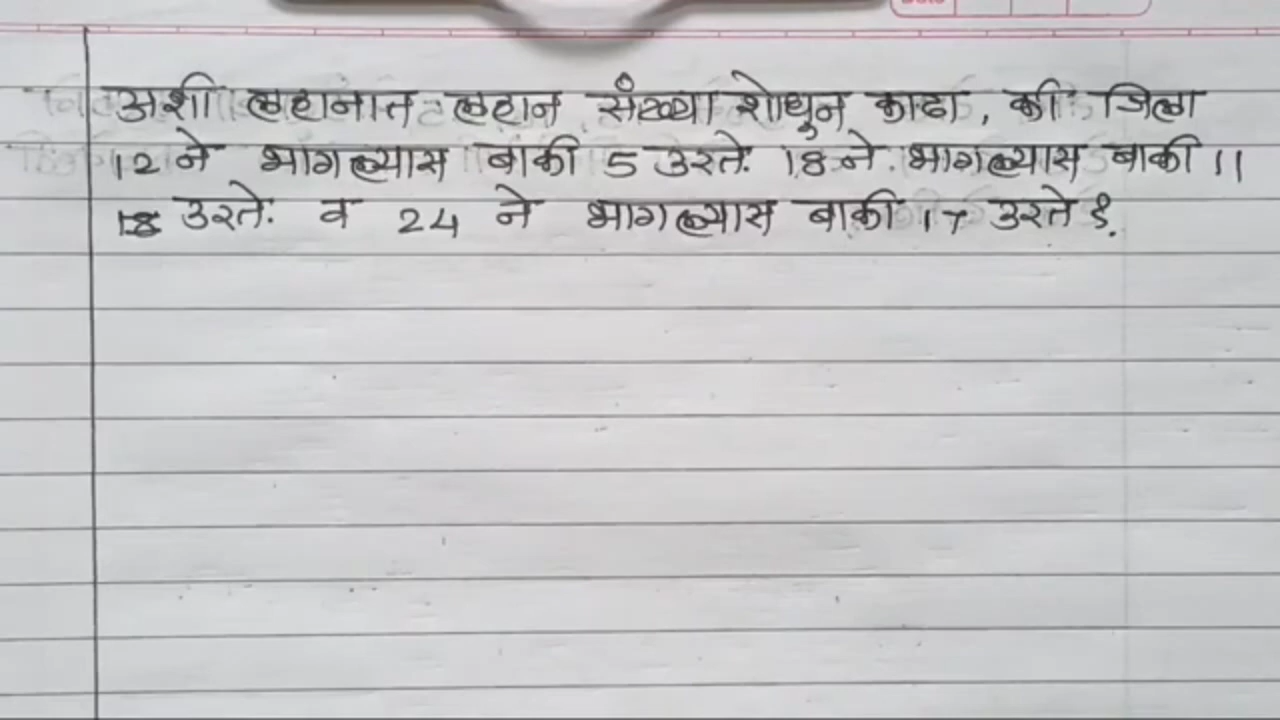 अशी लहानात लहान संख्या शोधुन काढा, की जिला
12 ने भागल्यास बाकी 5 उरते. 18 ने भागल्यास बाकी 11
उरते. व 24 ने भागल्यास बाकी 17 उरते ?